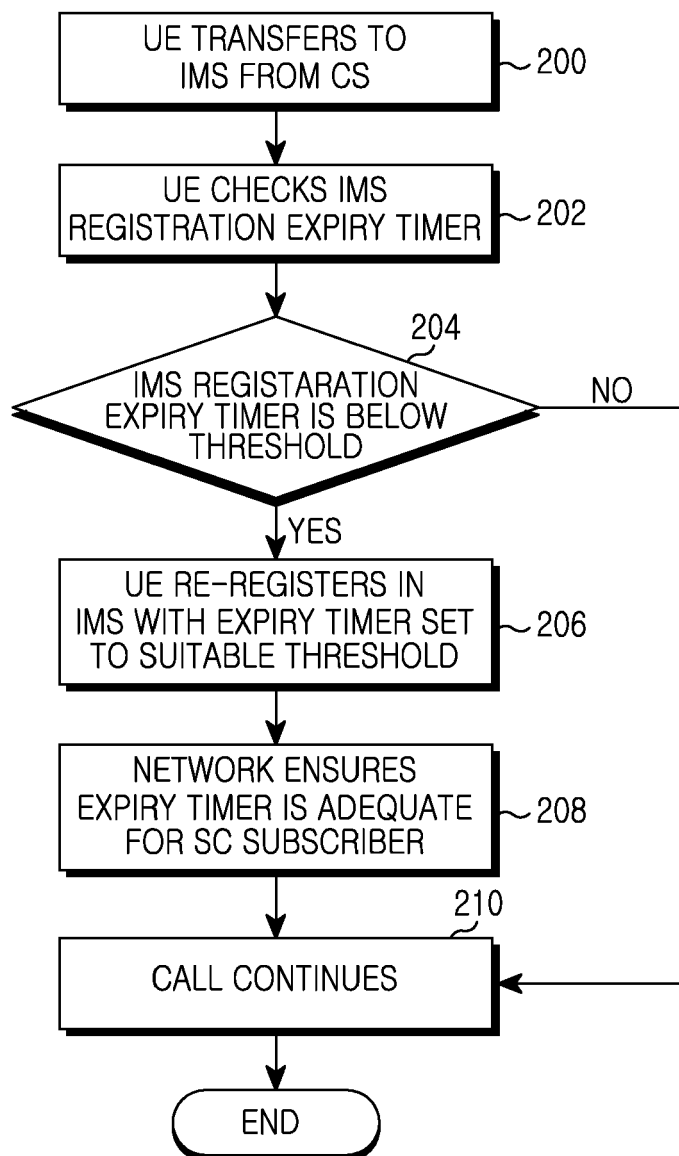 UE TRANSFERS TO
IMS FROM CS
200
UE CHECKS IMS
REGISTRATION EXPIRY TIMER
202
204
IMS REGISTARATION
EXPIRY TIMER IS BELOW
THRESHOLD
NO
YES
UE RE-REGISTERS IN
IMS WITH EXPIRY TIMER SET
TO SUITABLE THRESHOLD
206
NETWORK ENSURES
EXPIRY TIMER IS ADEQUATE
FOR SC SUBSCRIBER
208
210
CALL CONTINUES
END